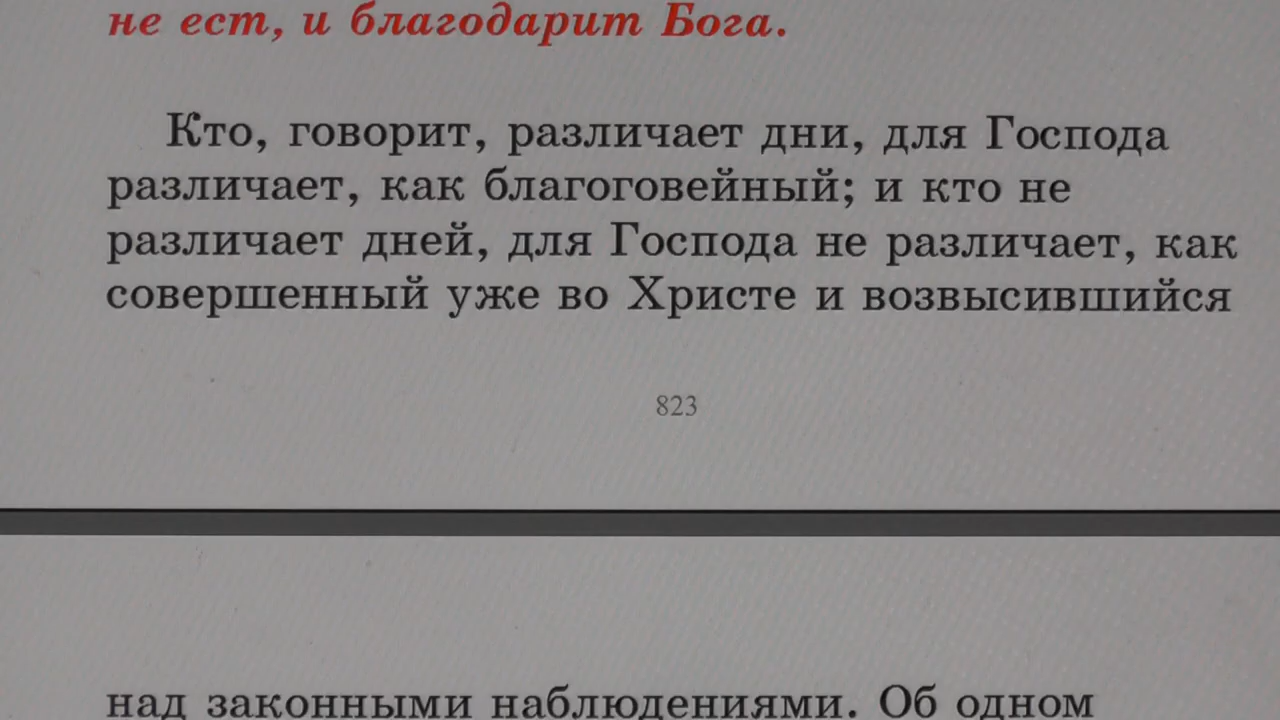 не ест, и благодарит Бога.
Кто, говорит, различает дни, для Господа
различает, как благоговейный; и кто не
различает дней, для Господа не различает, как
совершенный уже во Христе и возвысившийся
823
над законными наблюдениями. Об одном